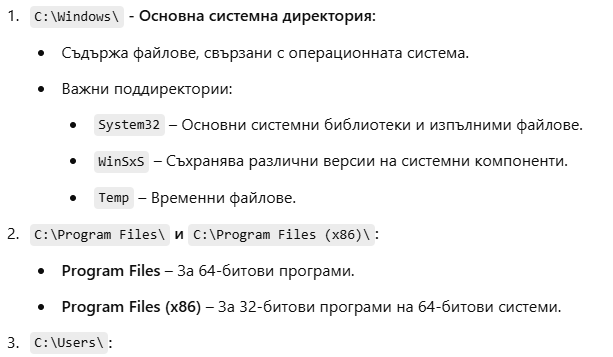 1. C:\Windows\ - Основна системна директория:
• Съдържа файлове, свързани с операционната система.
• Важни поддиректории:
• System32 – Основни системни библиотеки и изпълними файлове.
• WinSxS – Съхранява различни версии на системни компоненти.
• Temp – Временни файлове.
2. C:\Program Files\ и C:\Program Files (x86)\:
• Program Files – За 64-битови програми.
• Program Files (x86) – За 32-битови програми на 64-битови системи.
3. C:\Users\: